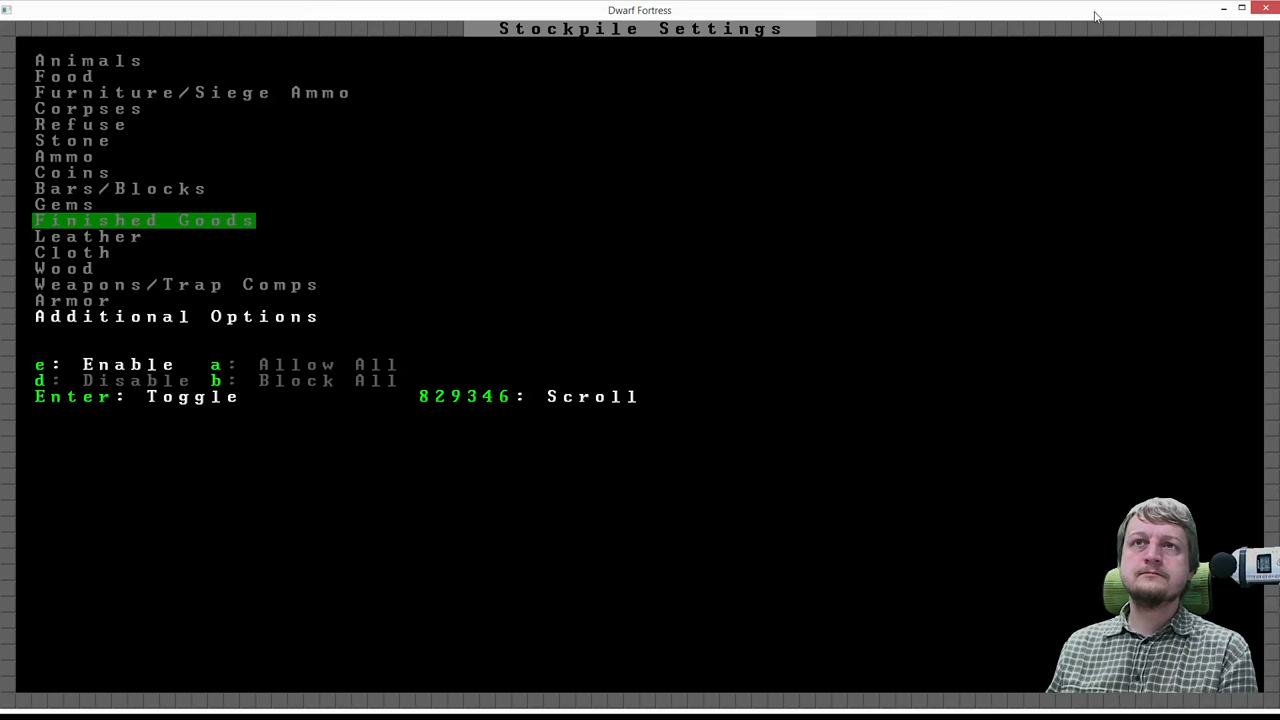 Dwarf Fortress
Stockpile Settings
Animals
Food
Furniture/Siege Ammo
Corpses
Refuse
Stone
Ammo
Coins
Bars/Blocks
Gems
Finished Goods
Leather
Cloth
Wood
Weapons/Trap Comps
Armor
Additional Options
e: Enable a: Allow All
d: Disable b: Block All
Enter: Toggle 829346: Scroll